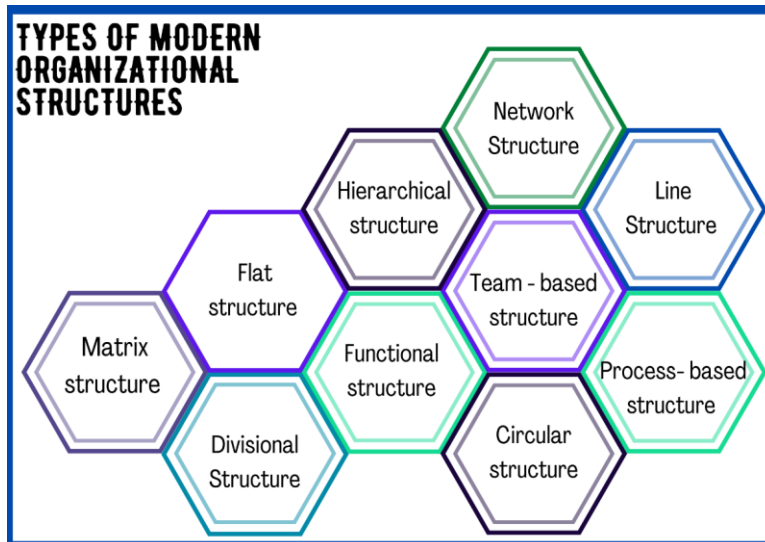 TYPES OF MODERN
ORGANIZATIONAL
STRUCTURES
Network
Structure
Hierarchical
structure
Line
Structure
Flat
structure
Team - based
structure
Matrix
structure
Functional
structure
Process- based
structure
Divisional
Structure
Circular
structure